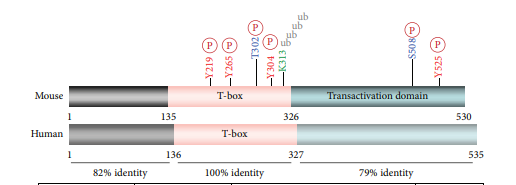 ub
ub
ub
ub
P
P
P
P
P
P
Y219
Y265
T302
Y304
K313
S508
Y525
Mouse
T-box
Transactivation domain
1
135
326
530
Human
T-box
1
136
327
535
82% identity
100% identity
79% identity